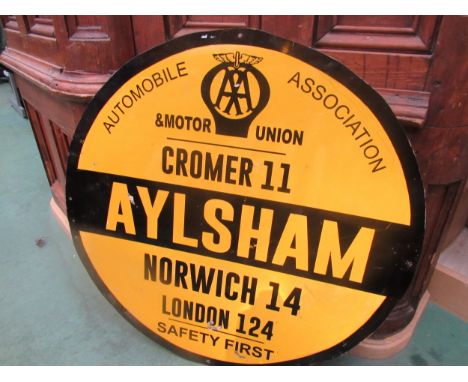 AUTOMOBILE ASSOCIATION
AA
& MOTOR UNION
CROMER 11
AYLSHAM
NORWICH 14
LONDON 124
SAFETY FIRST